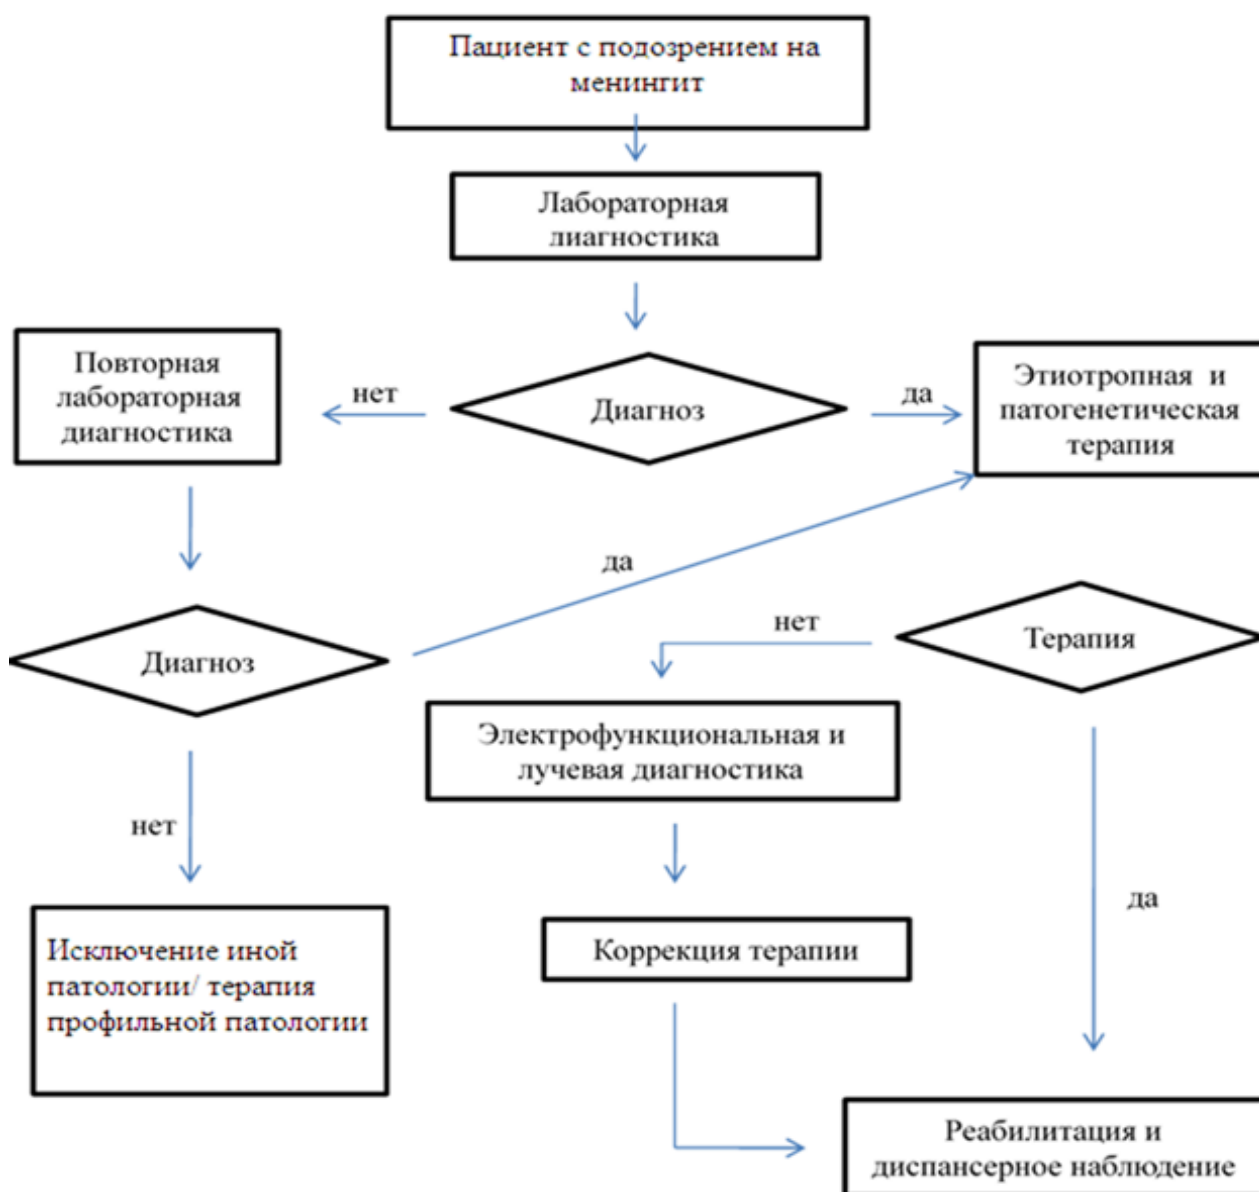 Пациент с подозрением на
менингит
Лабораторная
диагностика
Повторная
лабораторная
диагностика
нет
Диагноз
да
Этиотропная и
патогенетическая
терапия
да
Диагноз
нет
Терапия
Электрофункциональная и
лучевая диагностика
нет
да
Исключение иной
патологии/ терапия
профильной патологии
Коррекция терапии
Реабилитация и
диспансерное наблюдение